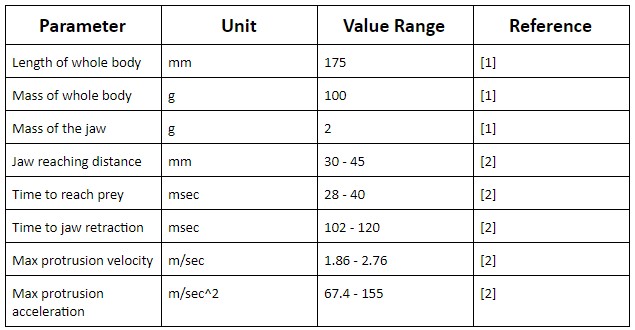 Parameter Unit Value Range Reference
Length of whole body mm 175 [1]
Mass of whole body g 100 [1]
Mass of the jaw g 2 [1]
Jaw reaching distance mm 30 - 45 [2]
Time to reach prey msec 28 - 40 [2]
Time to jaw retraction msec 102 - 120 [2]
Max protrusion velocity m/sec 1.86 - 2.76 [2]
Max protrusion m/sec^2 67.4 - 155 [2]
acceleration